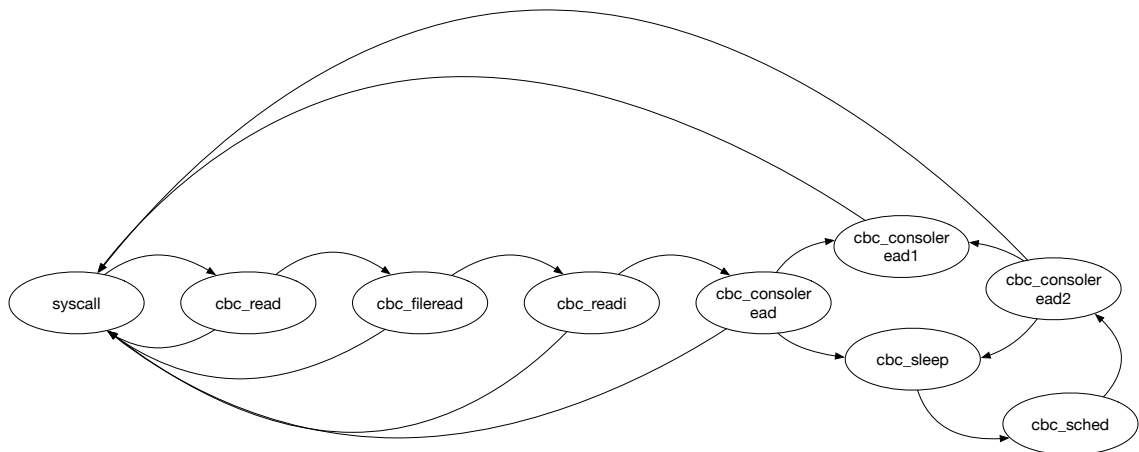 syscall
cbc_read
cbc_fileread
cbc_readi
cbc_consoler
ead
cbc_consoler
ead1
cbc_consoler
ead2
cbc_sleep
cbc_sched